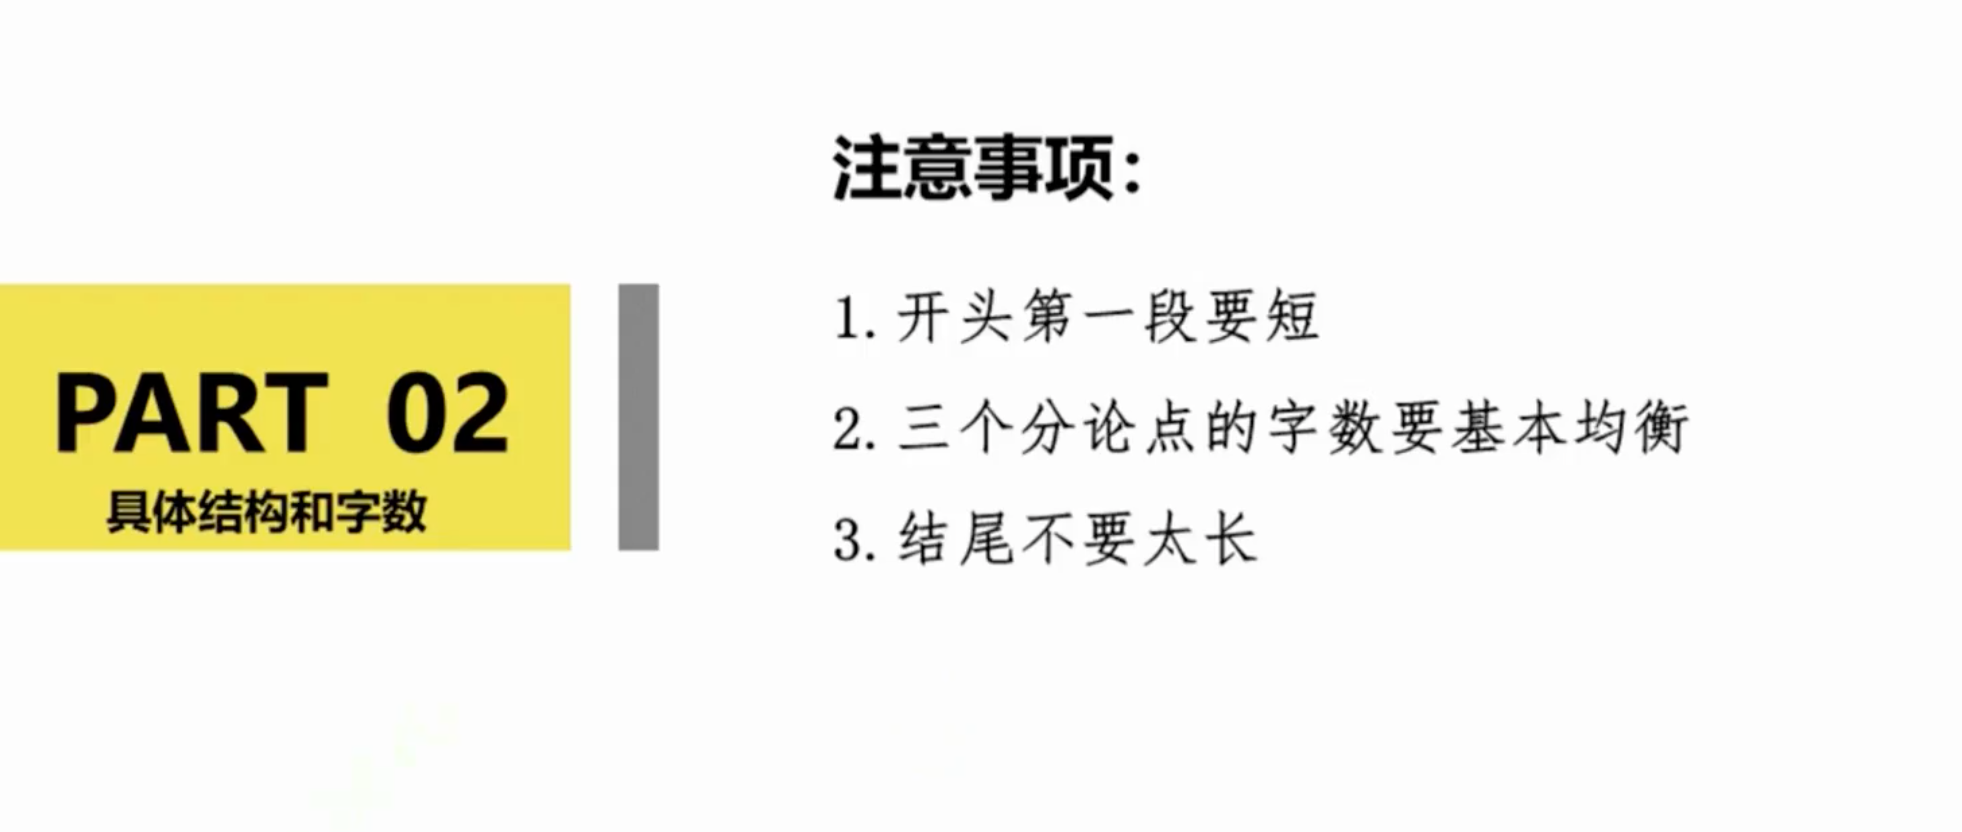 PART 02
具体结构和字数
注意事项：
1. 开头第一段要短
2. 三个分论点的字数要基本均衡
3. 结尾不要太长